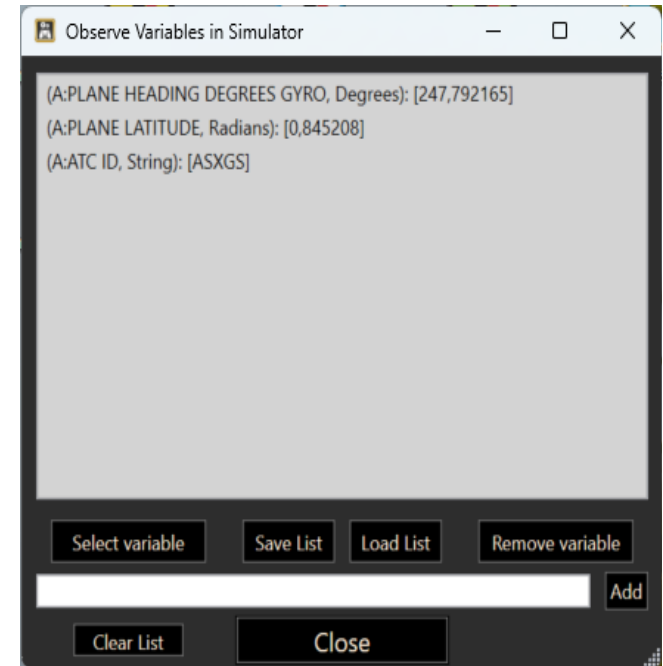 Observe Variables in Simulator
(A:PLANE HEADING DEGREES GYRO, Degrees): [247,792165]
(A:PLANE LATITUDE, Radians): [0,845208]
(A:ATC ID, String): [ASXGS]
Select variable
Save List
Load List
Remove variable
Add
Clear List
Close